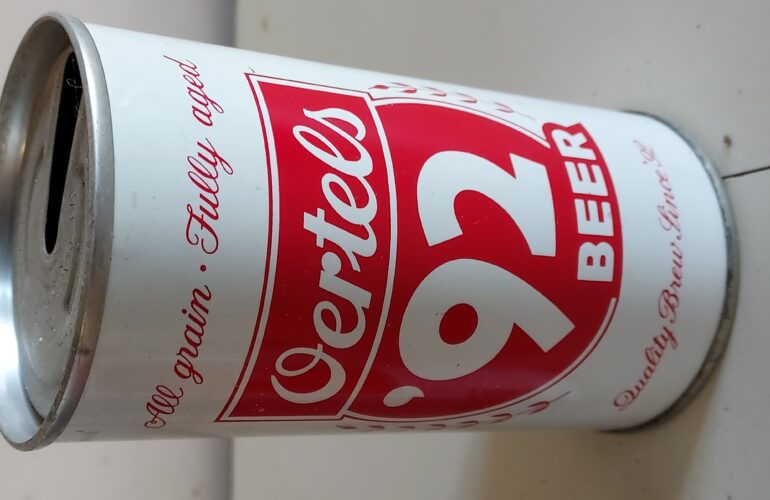 All grain · Fully aged
Oertels
'92
BEER
Quality Brew Since